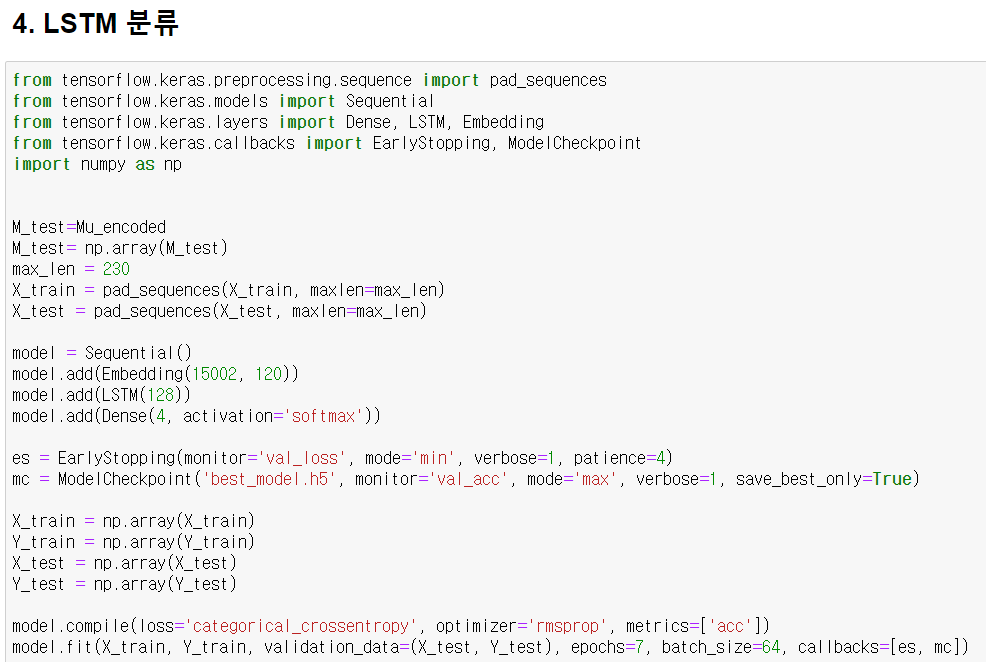 4. LSTM 분류
from tensorflow.keras.preprocessing.sequence import pad_sequences
from tensorflow.keras.models import Sequential
from tensorflow.keras.layers import Dense, LSTM, Embedding
from tensorflow.keras.callbacks import EarlyStopping, ModelCheckpoint
import numpy as np
M_test=Mu_encoded
M_test= np.array(M_test)
max_len = 230
X_train = pad_sequences(X_train, maxlen=max_len)
X_test = pad_sequences(X_test, maxlen=max_len)
model = Sequential()
model.add(Embedding(15002, 120))
model.add(LSTM(128))
model.add(Dense(4, activation='softmax'))
es = EarlyStopping(monitor='val_loss', mode='min', verbose=1, patience=4)
mc = ModelCheckpoint('best_model.h5', monitor='val_acc', mode='max', verbose=1, save_best_only=True)
X_train = np.array(X_train)
Y_train = np.array(Y_train)
X_test = np.array(X_test)
Y_test = np.array(Y_test)
model.compile(loss='categorical_crossentropy', optimizer='rmsprop', metrics=['acc'])
model.fit(X_train, Y_train, validation_data=(X_test, Y_test), epochs=7, batch_size=64, callbacks=[es, mc])